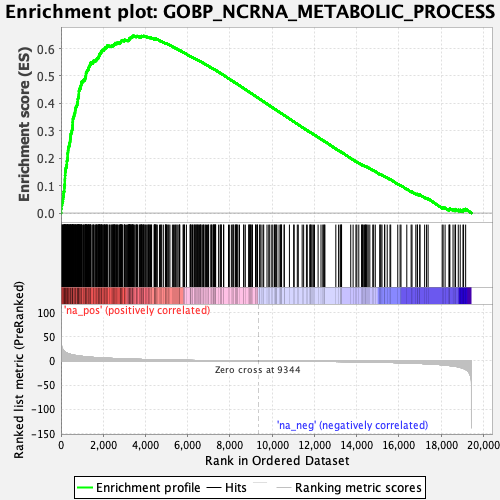 Enrichment plot: GOBP_NCRNA_METABOLIC_PROCESS
Enrichment score (ES)
0.6
0.5
0.4
0.3
0.2
0.1
0.0
'na_pos' (positively correlated)
Ranked list metric (PreRanked)
100
50
0
-50
-100
-150
Zero cross at 9344
'na_neg' (negatively correlated)
0 2,000 4,000 6,000 8,000 10,000 12,000 14,000 16,000 18,000 20,000
Rank in Ordered Dataset
Enrichment profile Hits Ranking metric scores